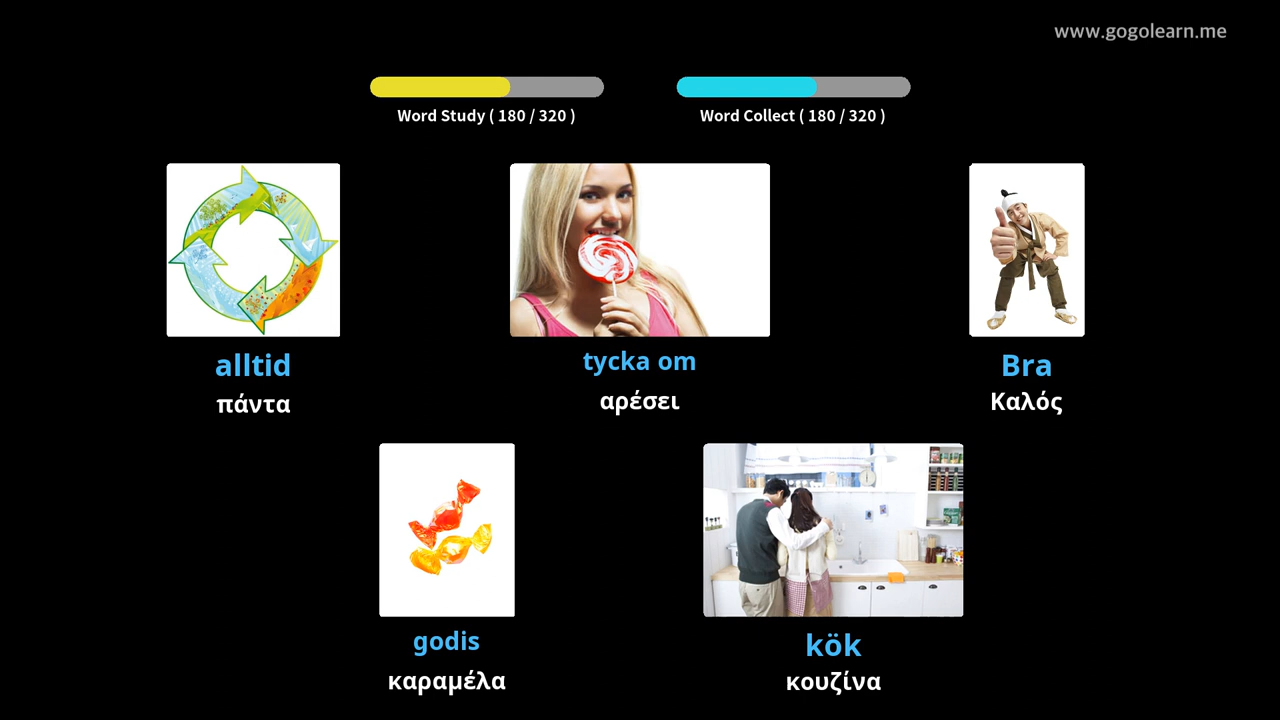 www.gogolearn.me
Word Study ( 180 / 320 )
Word Collect ( 180 / 320 )
alltid
πάντα
tycka om
αρέσει
Bra
Καλός
godis
καραμέλα
kök
κουζίνα